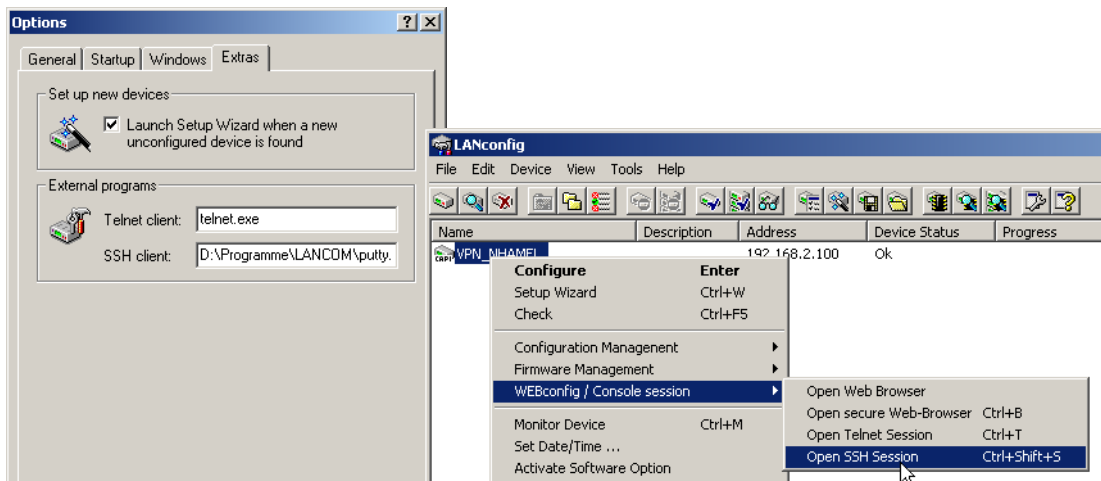 Options
General Startup Windows Extras
Set up new devices
Launch Setup Wizard when a new
unconfigured device is found
External programs
Telnet client: telnet.exe
SSH client: D:\Programme\LANCOM\putty.
LANconfig
File Edit Device View Tools Help
Name Description Address Device Status Progress
VPN_NHAMEL 192.168.2.100 Ok
Configure Enter
Setup Wizard Ctrl+W
Check Ctrl+F5
Configuration Managenent
Firmware Management
WEBconfig / Console session
Monitor Device Ctrl+M
Set Date/Time ...
Activate Software Option
Open Web Browser
Open secure Web-Browser Ctrl+B
Open Telnet Session Ctrl+T
Open SSH Session Ctrl+Shift+S